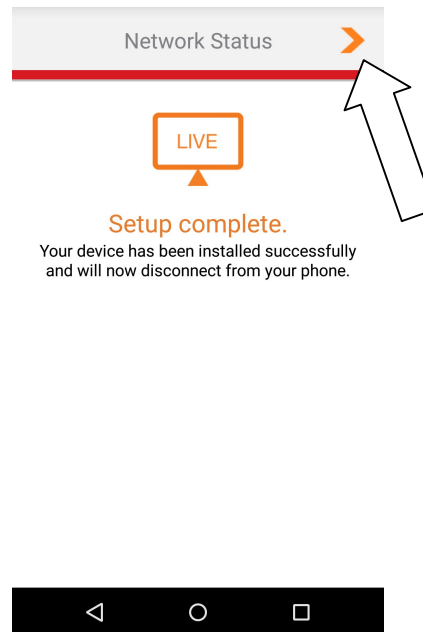 Network Status
LIVE
Setup complete.
Your device has been installed successfully
and will now disconnect from your phone.